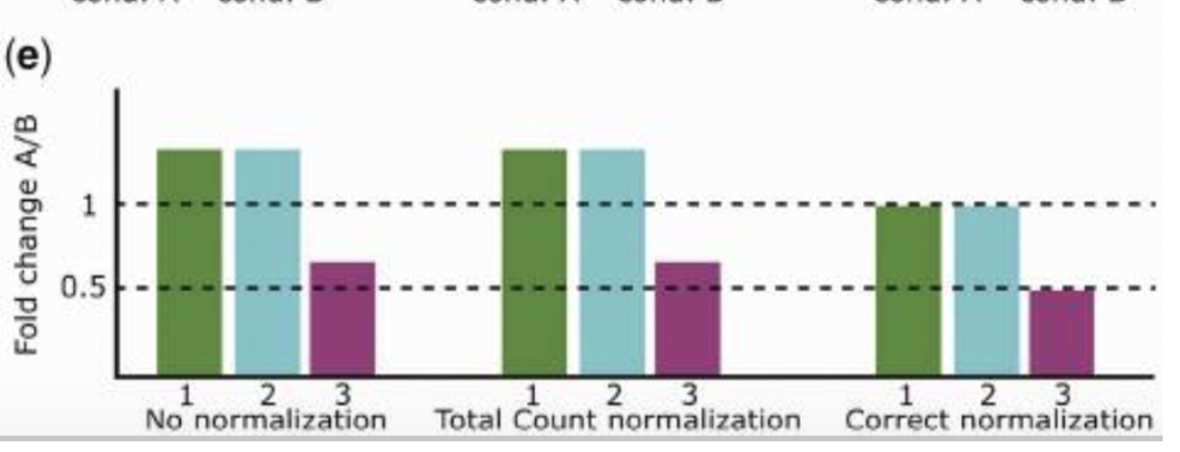 (e)
Fold change A/B
1
0.5
1 2 3 1 2 3 1 2 3
No normalization Total Count normalization Correct normalization